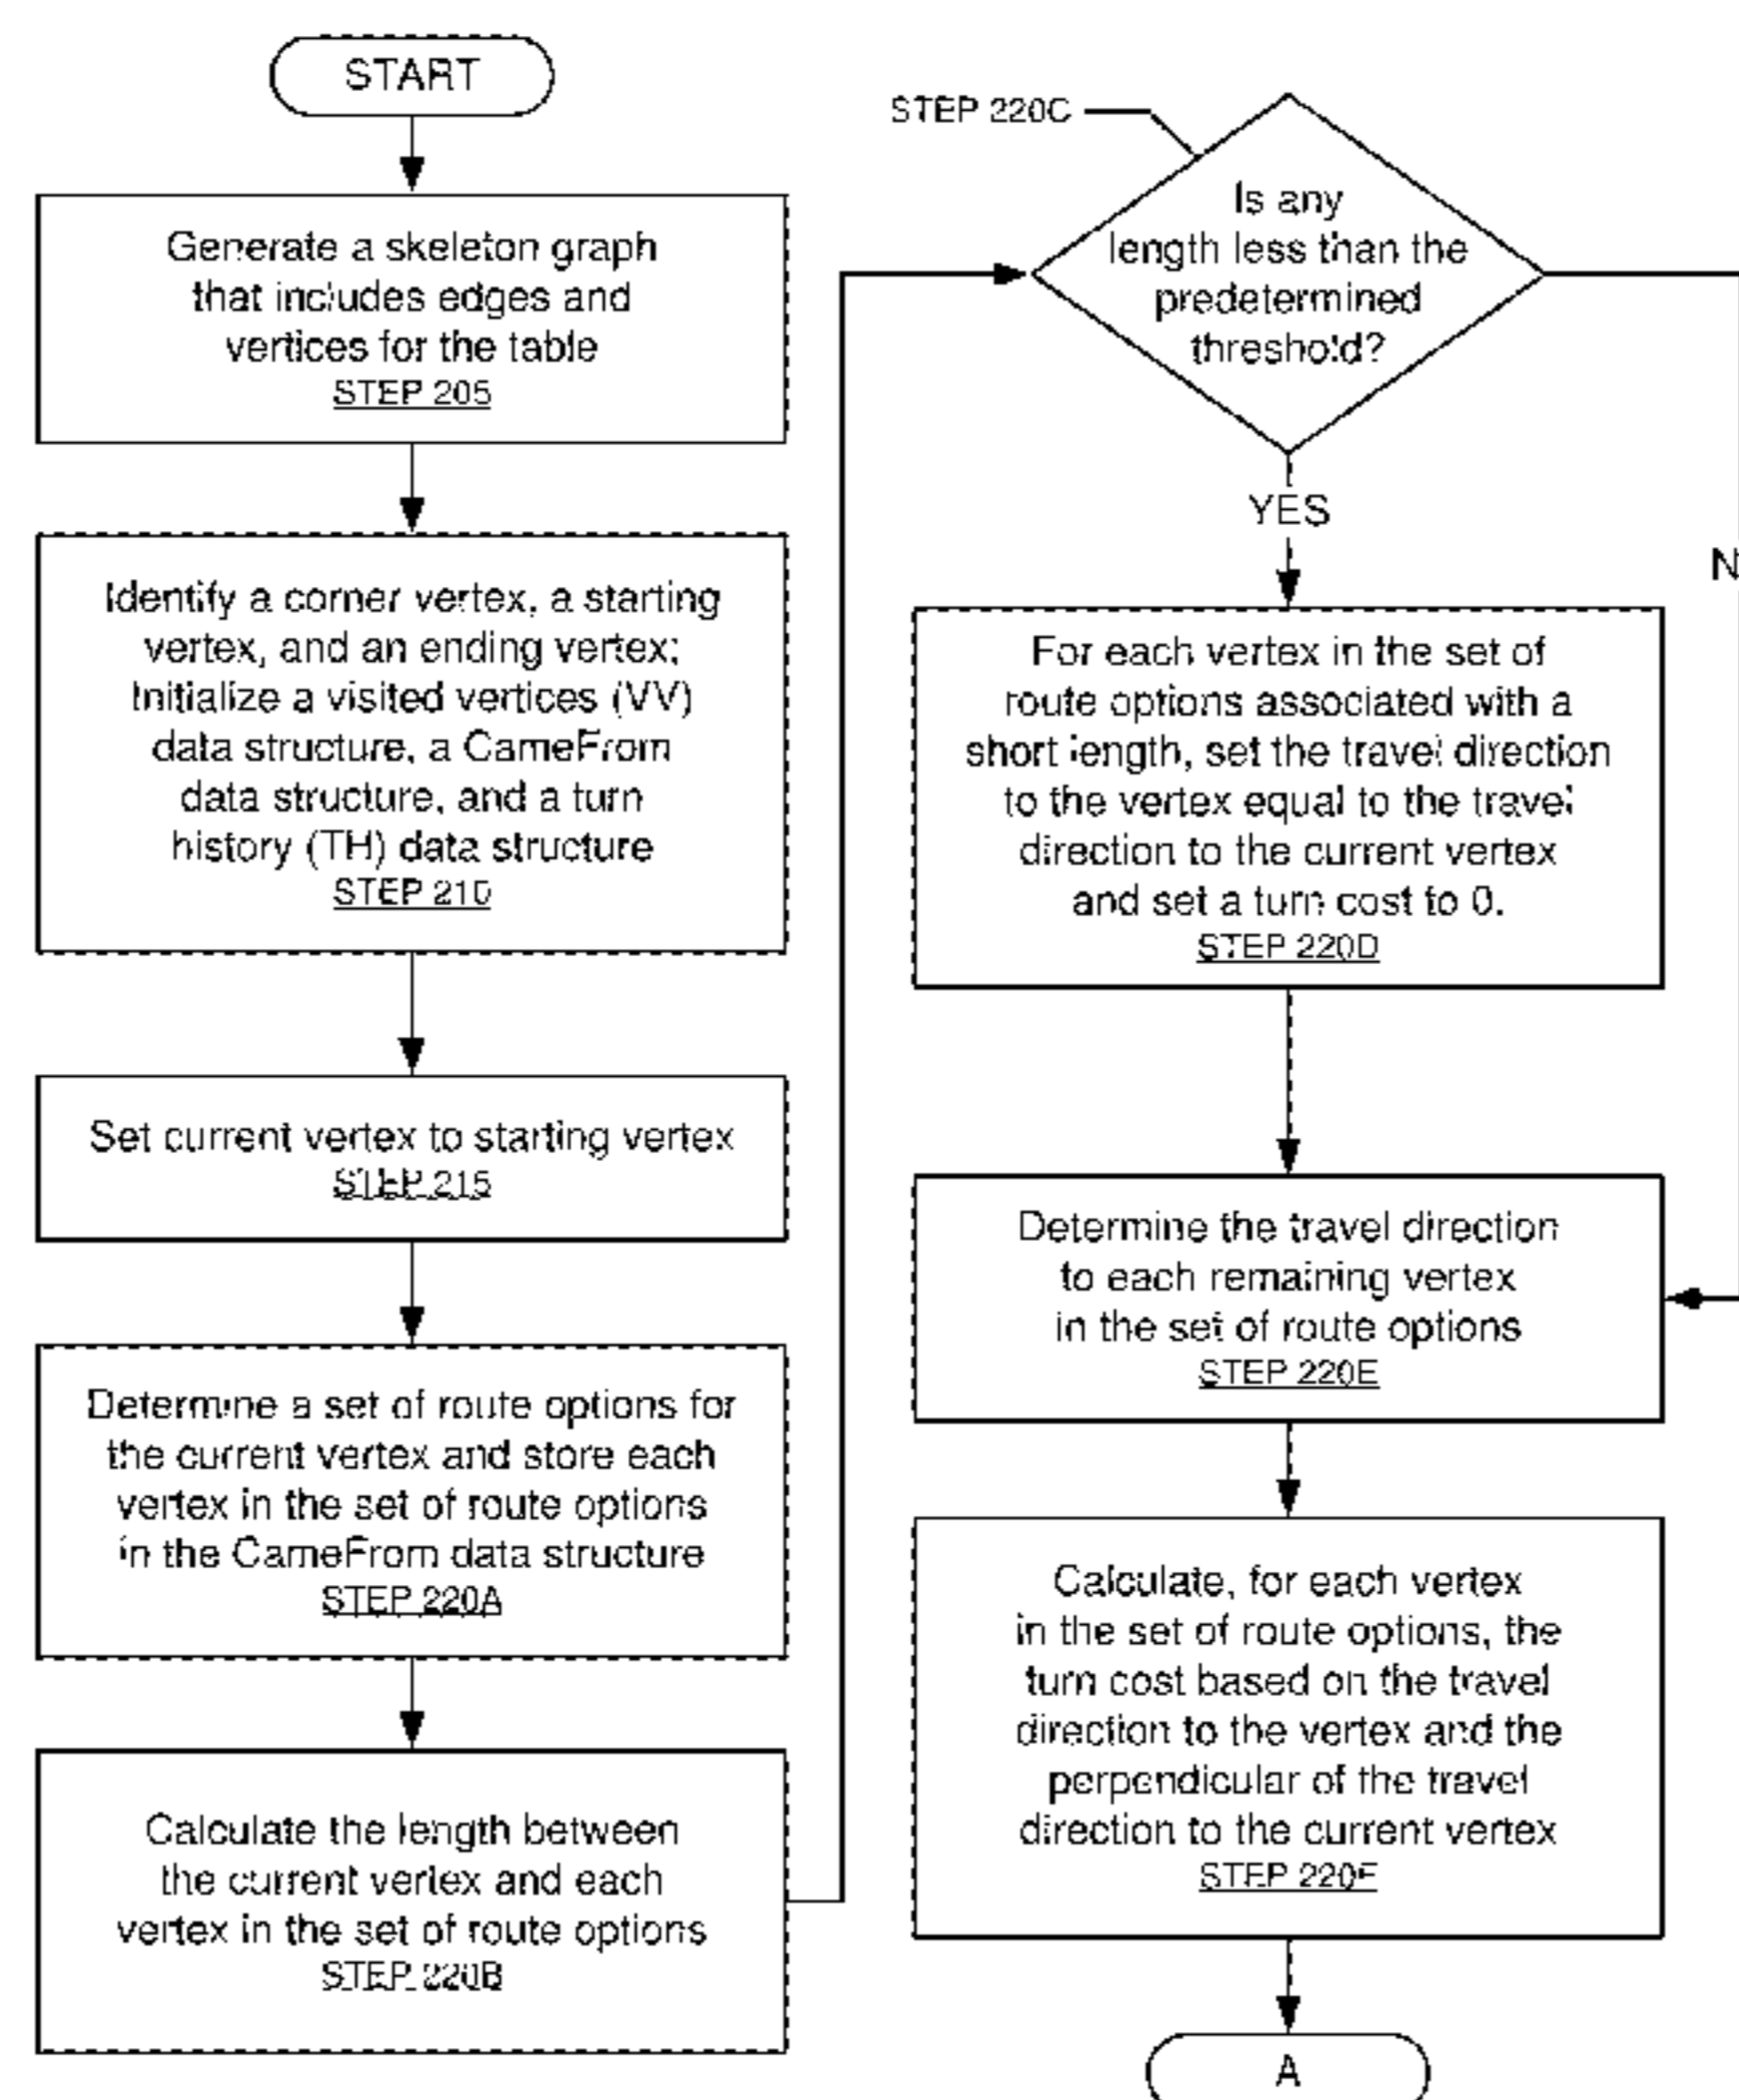 START
Generate a skeleton graph
that includes edges and
vertices for the table
STEP 205
Identify a corner vertex, a starting
vertex, and an ending vertex;
Initialize a visited vertices (VV)
data structure, a CameFrom
data structure, and a turn
history (TH) data structure
STEP 210
Set current vertex to starting vertex
STEP 215
Determine a set of route options for
the current vertex and store each
vertex in the set of route options
in the CameFrom data structure
STEP 220A
Calculate the length between
the current vertex and each
vertex in the set of route options
STEP 220B
STEP 220C
Is any
length less than the
predetermined
threshold?
YES
N
For each vertex in the set of
route options associated with a
short length, set the travel direction
to the vertex equal to the travel
direction to the current vertex
and set a turn cost to 0.
STEP 220D
Determine the travel direction
to each remaining vertex
in the set of route options
STEP 220E
Calculate, for each vertex
in the set of route options, the
turn cost based on the travel
direction to the vertex and the
perpendicular of the travel
direction to the current vertex
STEP 220F
A